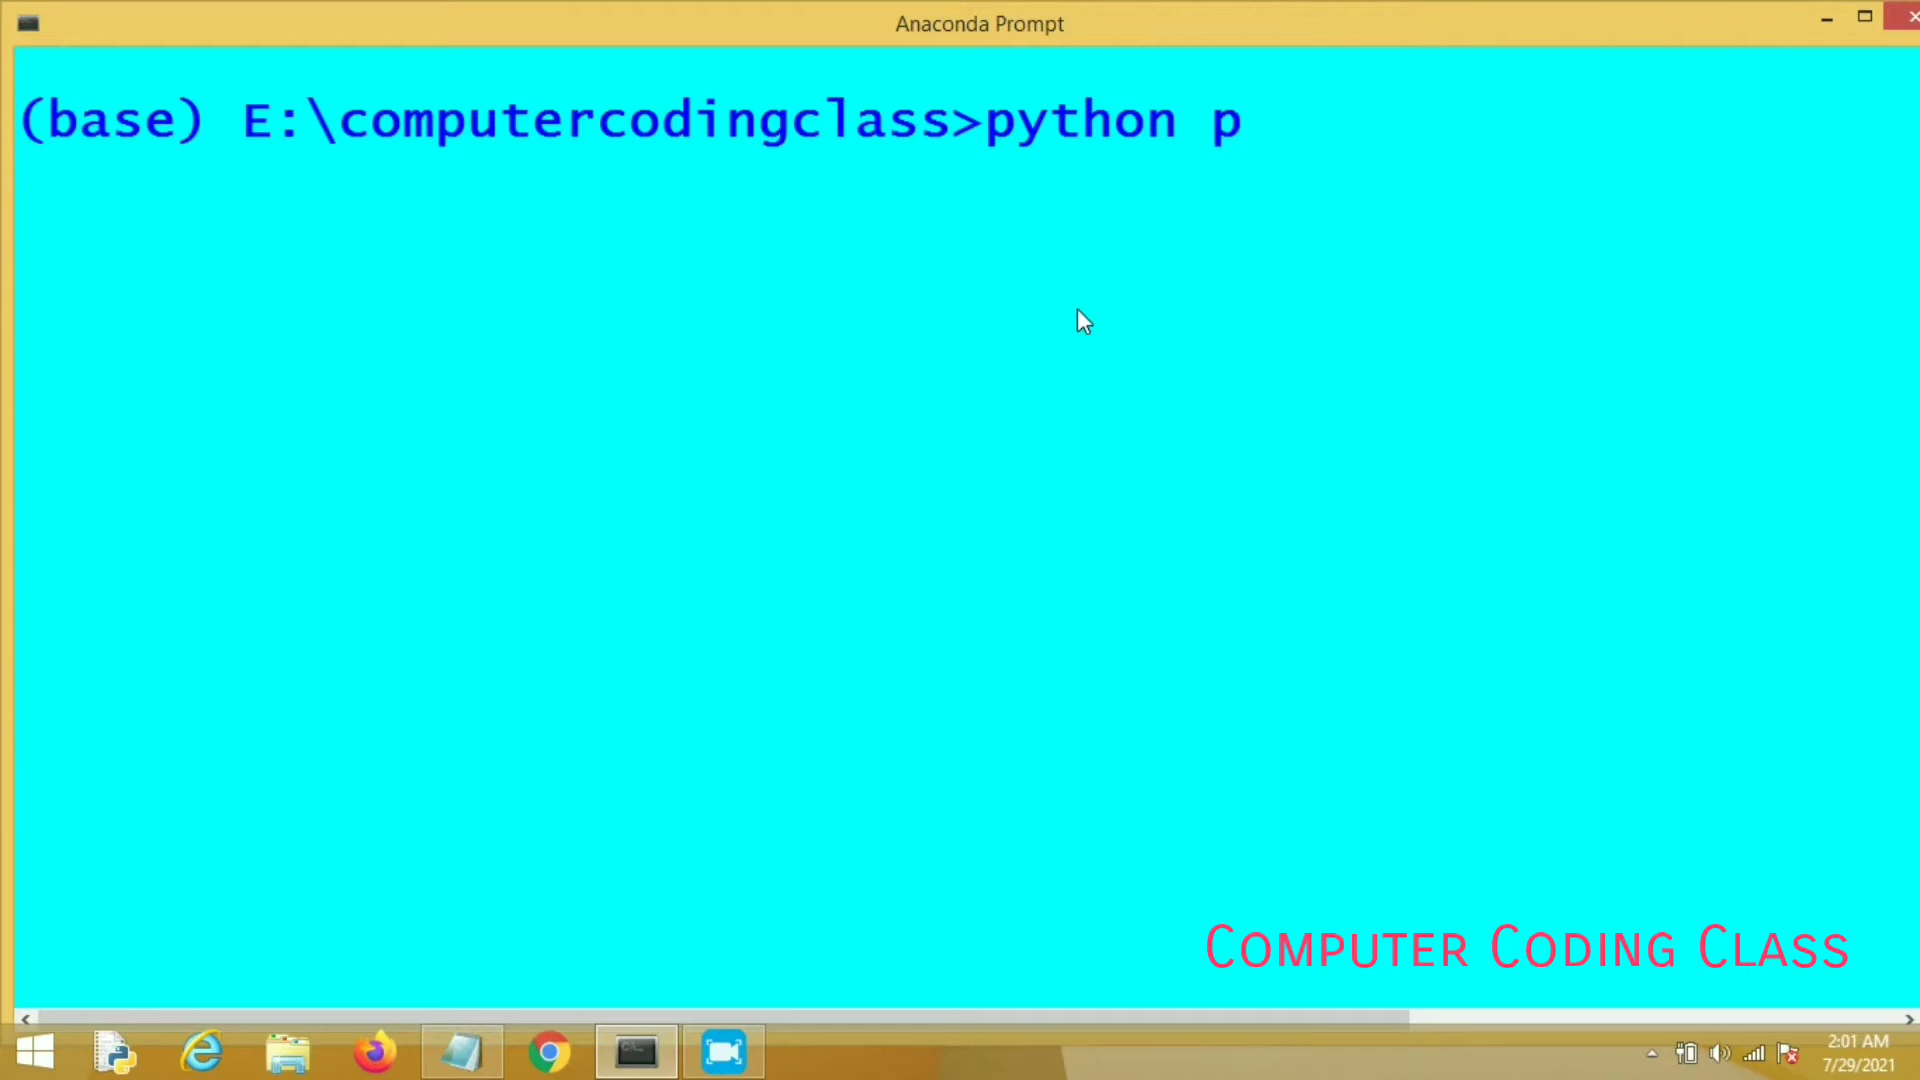 Anaconda Prompt
(base) E:\computercodingclass>python p
Computer Coding Class
2:01 AM
7/29/2021